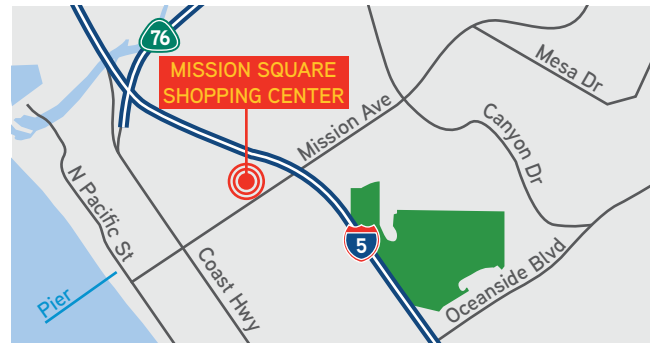 76
MISSION SQUARE
SHOPPING CENTER
Mesa Dr
Mission Ave
Canyon Dr
N Pacific St
5
Coast Hwy
Oceanside Blvd
Pier